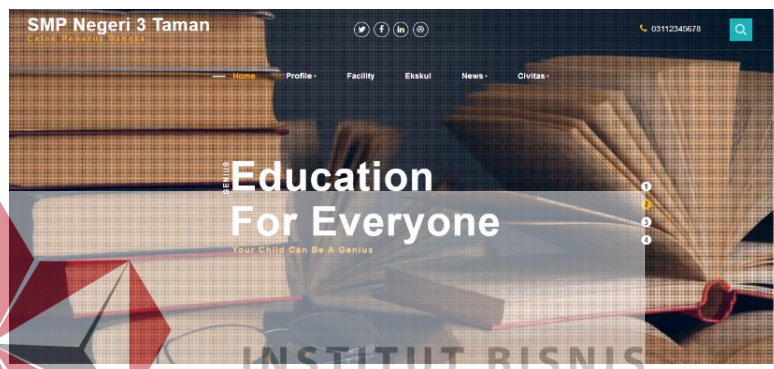 SMP Negeri 3 Taman
Calon Penerus Bangsa
03112345678
Home
Profile
Facility
Ekskul
News
Civitas
GENIUS
Education
For Everyone
Your Child Can Be A Genius
1
2
3
4
INSTITUT BISNIS